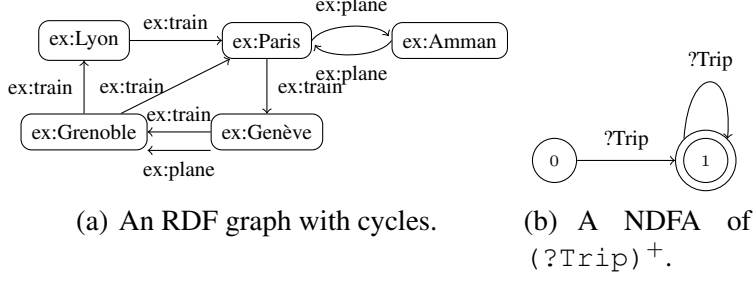 ex:plane
ex:train
ex:Lyon
ex:Paris
ex:Amman
ex:plane
ex:train
ex:train
ex:train
ex:train
ex:Grenoble
ex:Genève
ex:plane
(a) An RDF graph with cycles.
?Trip
?Trip
0
1
(b) A NDFA of
(?Trip)+.